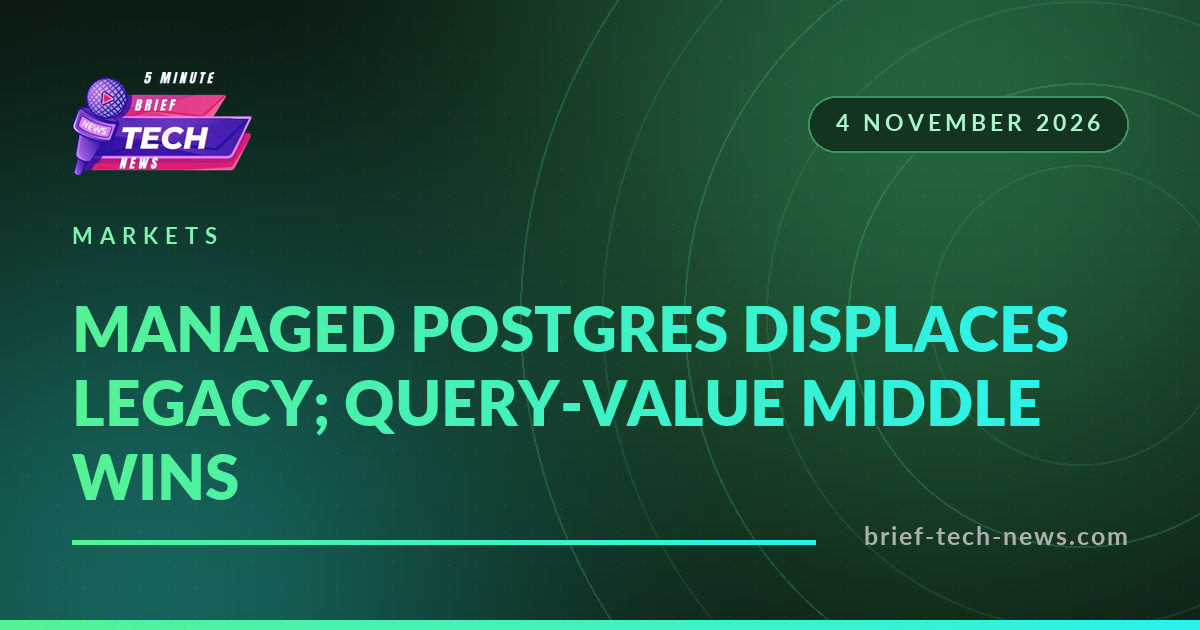 5 MINUTE
BRIEF
NEWS
TECH
NEWS
4 NOVEMBER 2026
MARKETS
MANAGED POSTGRES DISPLACES
LEGACY; QUERY-VALUE MIDDLE
WINS
brief-tech-news.com